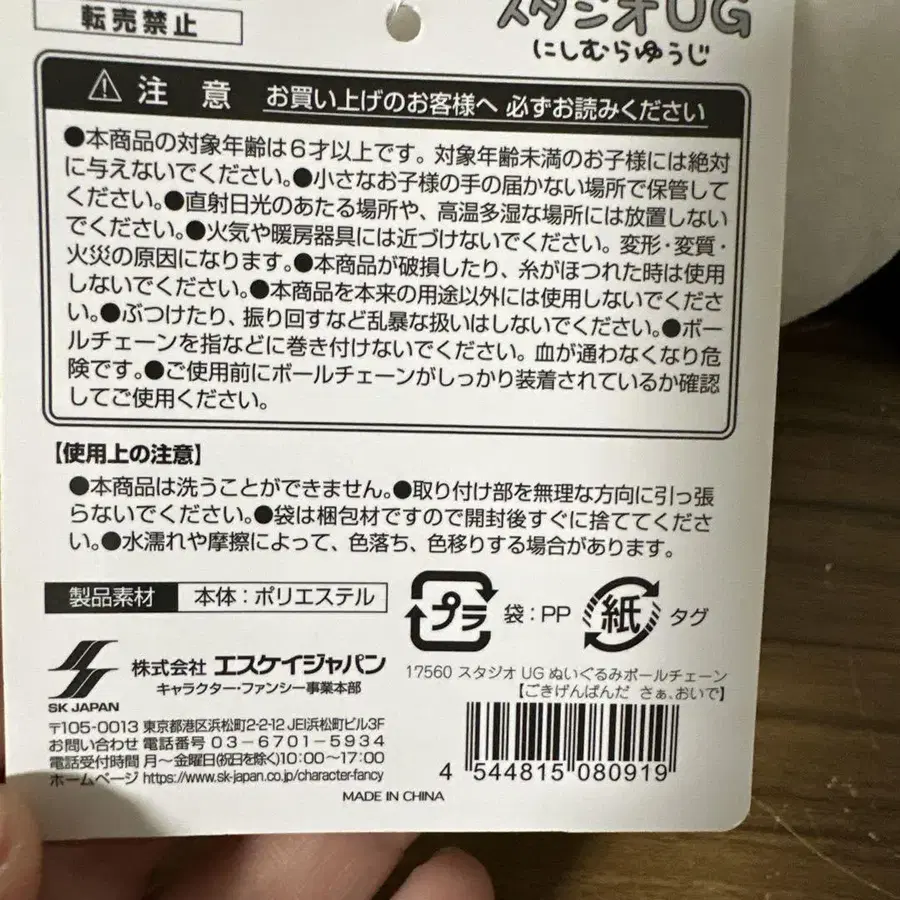 転売禁止
スタジオUG
にしむらゆうじ
注意 お買い上げのお客様へ 必ずお読みください
●本商品の対象年齢は6才以上です。対象年齢未満のお子様には絶対
に与えないでください。●小さなお子様の手の届かない場所で保管して
ください。●直射日光のあたる場所や、高温多湿な場所には放置しない
でください。●火気や暖房器具には近づけないでください。変形・変質・
火災の原因になります。●本商品が破損したり、糸がほつれた時は使用
しないでください。●本商品を本来の用途以外には使用しないでくださ
い。●ぶつけたり、振り回すなど乱暴な扱いはしないでください。●ボー
ルチェーンを指などに巻き付けないでください。血が通わなくなり危
険です。●ご使用前にボールチェーンがしっかり装着されているか確認
してご使用ください。
【使用上の注意】
●本商品は洗うことができません。●取り付け部を無理な方向に引っ張
らないでください。●袋は梱包材ですので開封後すぐに捨ててくださ
い。●水濡れや摩擦によって、色落ち、色移りする場合があります。
製品素材 本体：ポリエステル
プラ 袋：PP 紙 タグ
SK JAPAN
株式会社 エスケイジャパン
キャラクター・ファンシー事業本部
〒105-0013 東京都港区浜松町2-2-12 JEI浜松町ビル3F
お問い合わせ 電話番号 03-6701-5934
電話受付時間 月～金曜日(祝日を除く)10:00～17:00
ホームページ https://www.sk-japan.co.jp/character-fancy
MADE IN CHINA
17560 スタジオUG ぬいぐるみボールチェーン
【ごきげんぱんだ さぁ、おいで】
4 544815 080919